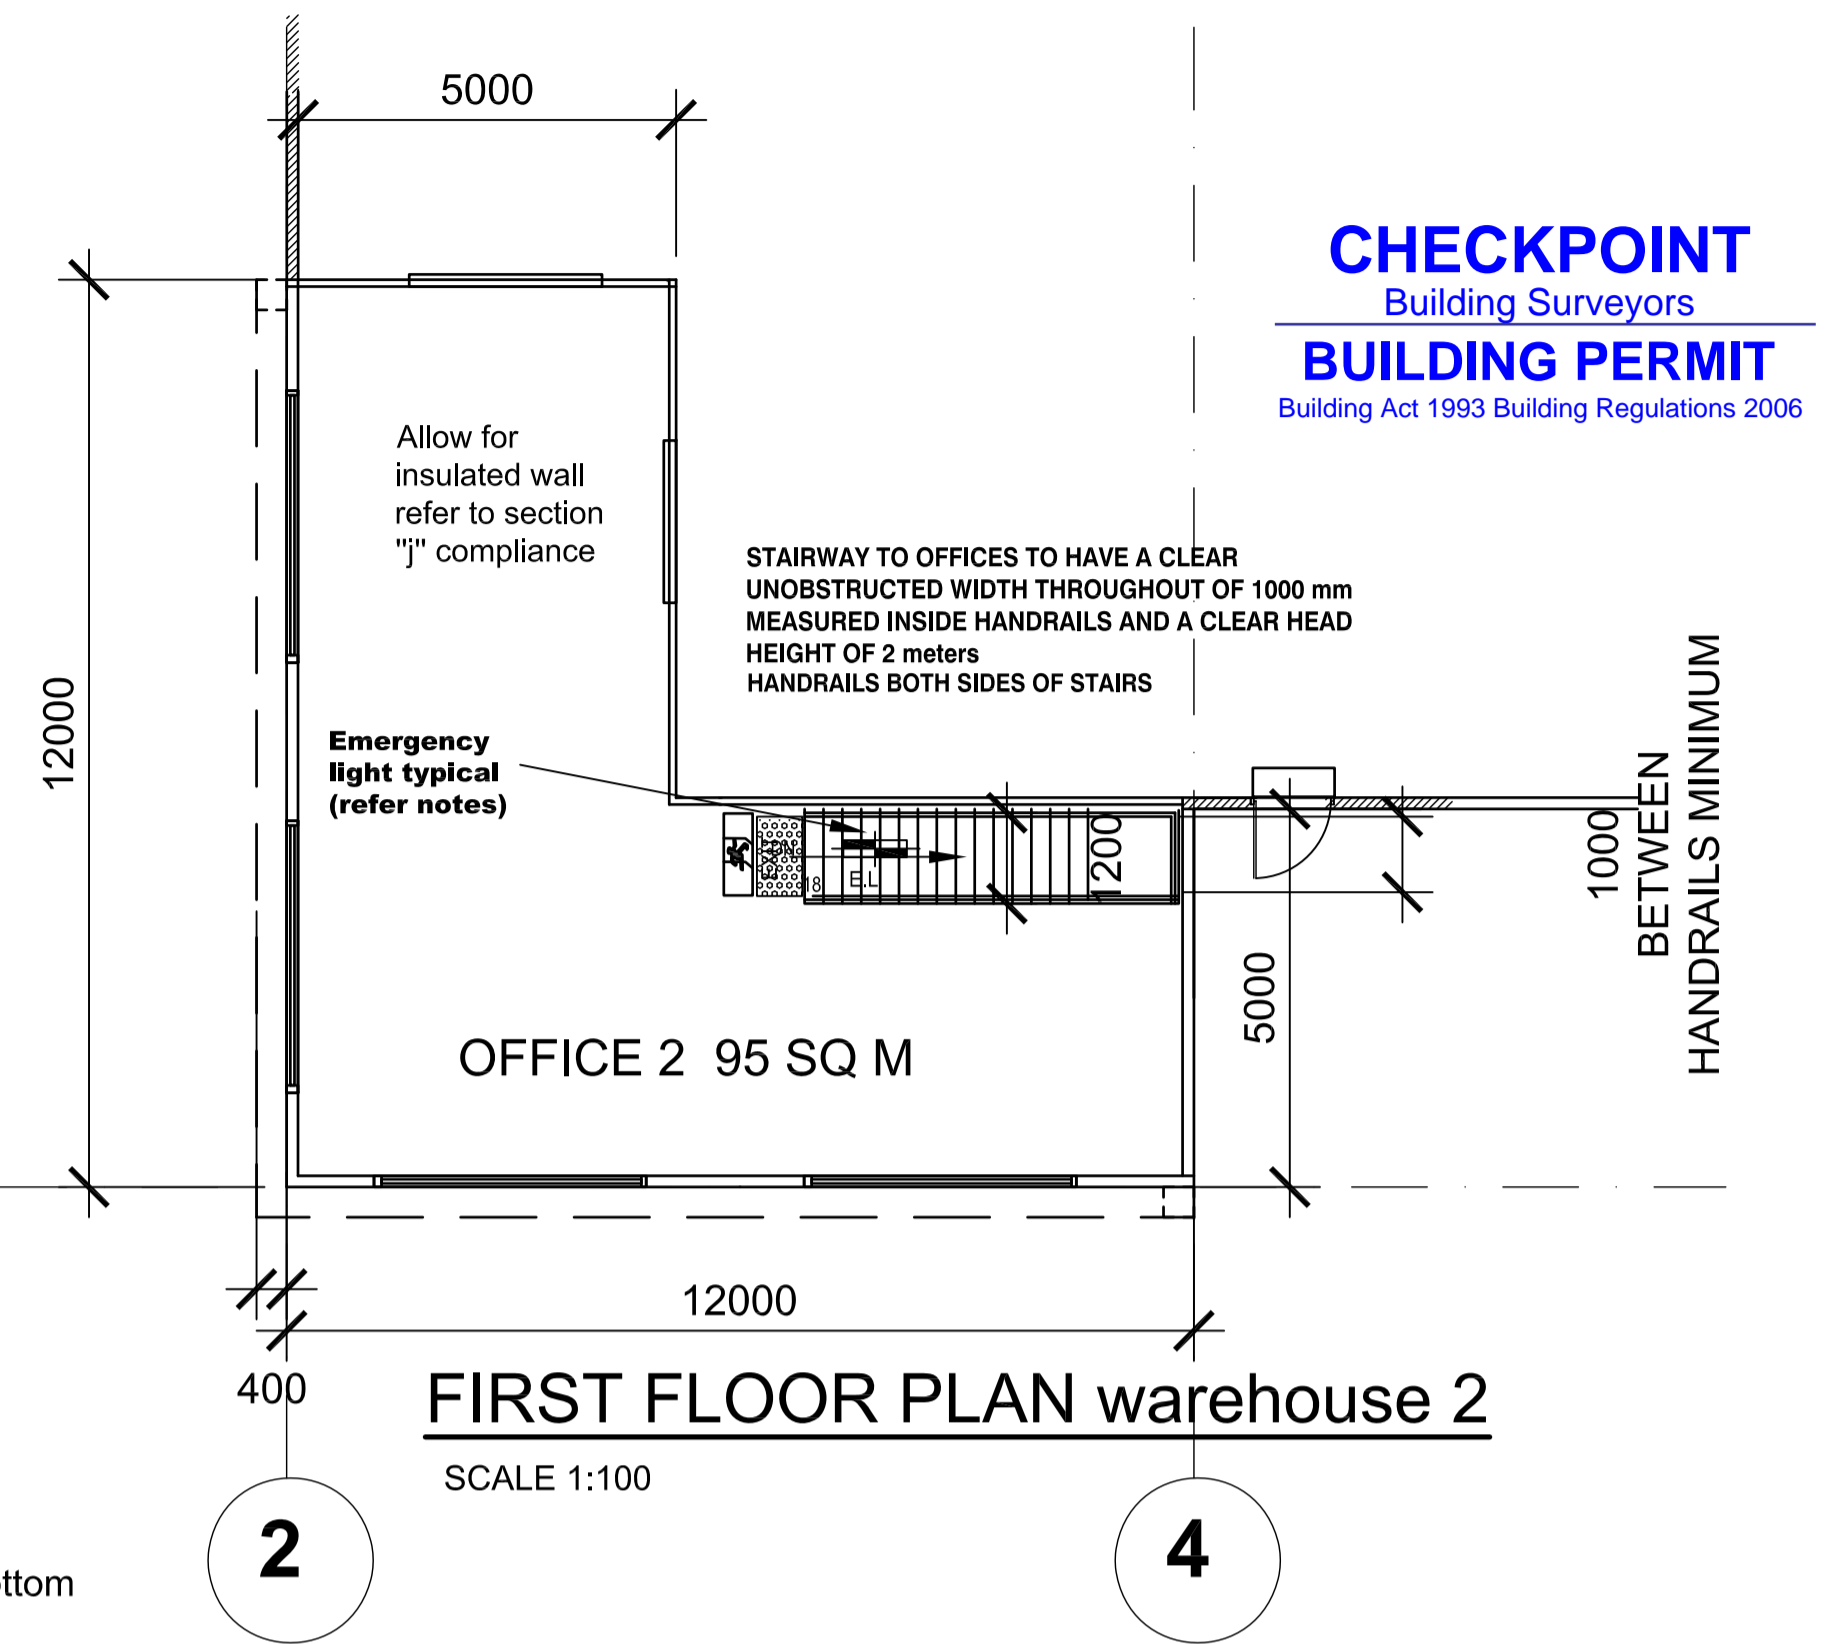 5000
CHECKPOINT
Building Surveyors
BUILDING PERMIT
Building Act 1993 Building Regulations 2006
Allow for
insulated wall
refer to section
"j" compliance
STAIRWAY TO OFFICES TO HAVE A CLEAR
UNOBSTRUCTED WIDTH THROUGHOUT OF 1000 mm
MEASURED INSIDE HANDRAILS AND A CLEAR HEAD
HEIGHT OF 2 meters
HANDRAILS BOTH SIDES OF STAIRS
12000
Emergency
light typical
(refer notes)
18
E.L
1200
1000
BETWEEN
HANDRAILS MINIMUM
5000
OFFICE 2 95 SQ M
12000
400
FIRST FLOOR PLAN warehouse 2
SCALE 1:100
2
4
ttom